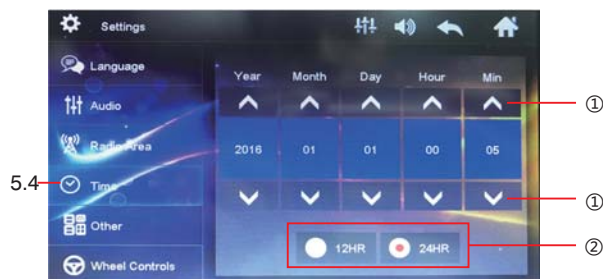 Settings
Language
Year Month Day Hour Min
①
Audio
Radio Area
2016 01 01 00 05
5.4
Time
①
Other
12HR 24HR
②
Wheel Controls